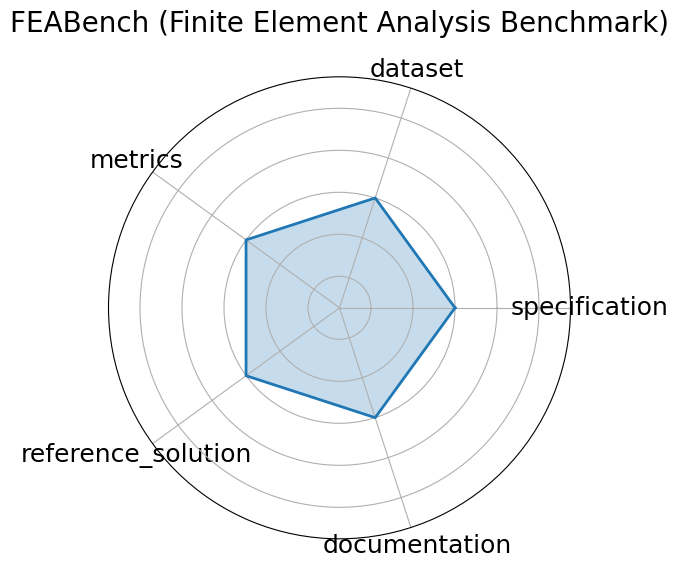 FEABench (Finite Element Analysis Benchmark)
dataset
metrics
specification
reference_solution
documentation